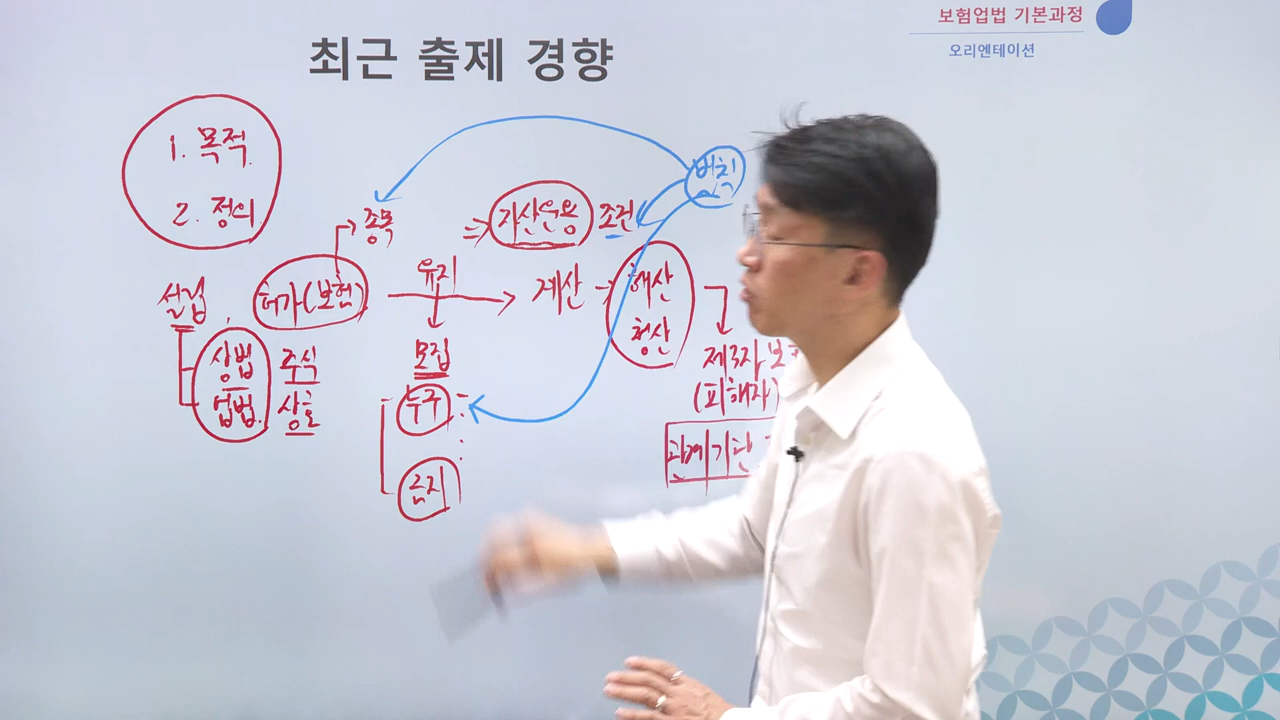 보험업법 기본과정
오리엔테이션
최근 출제 경향
1. 목적
2. 정의
벌칙
종목
⇒ 자산운용 조건
설립, 허가(보험) 유지 → 계산 → 해산
청산
상법 주식
업법 상호
모집
누구
금지
제3자 보
(피해자)
관계기관